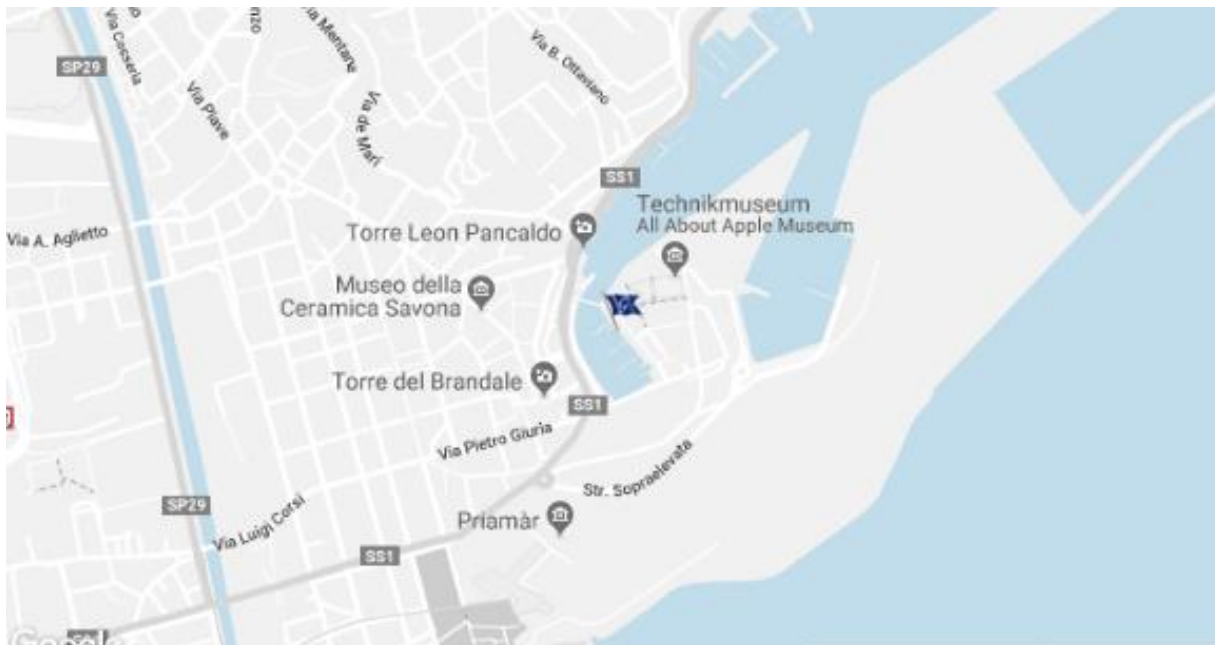 Via Cosseria
Via Mentana
SP29
Via B. Ottaviano
Via Piave
Via de Mari
SS1
Technikmuseum
All About Apple Museum
Torre Leon Pancaldo
Via A. Aglietto
Museo della
Ceramica Savona
Torre del Brandale
SS1
Via Pietro Giuria
Str. Sopraelevata
SP29
Via Luigi Corsi
Priamàr
SS1
Google